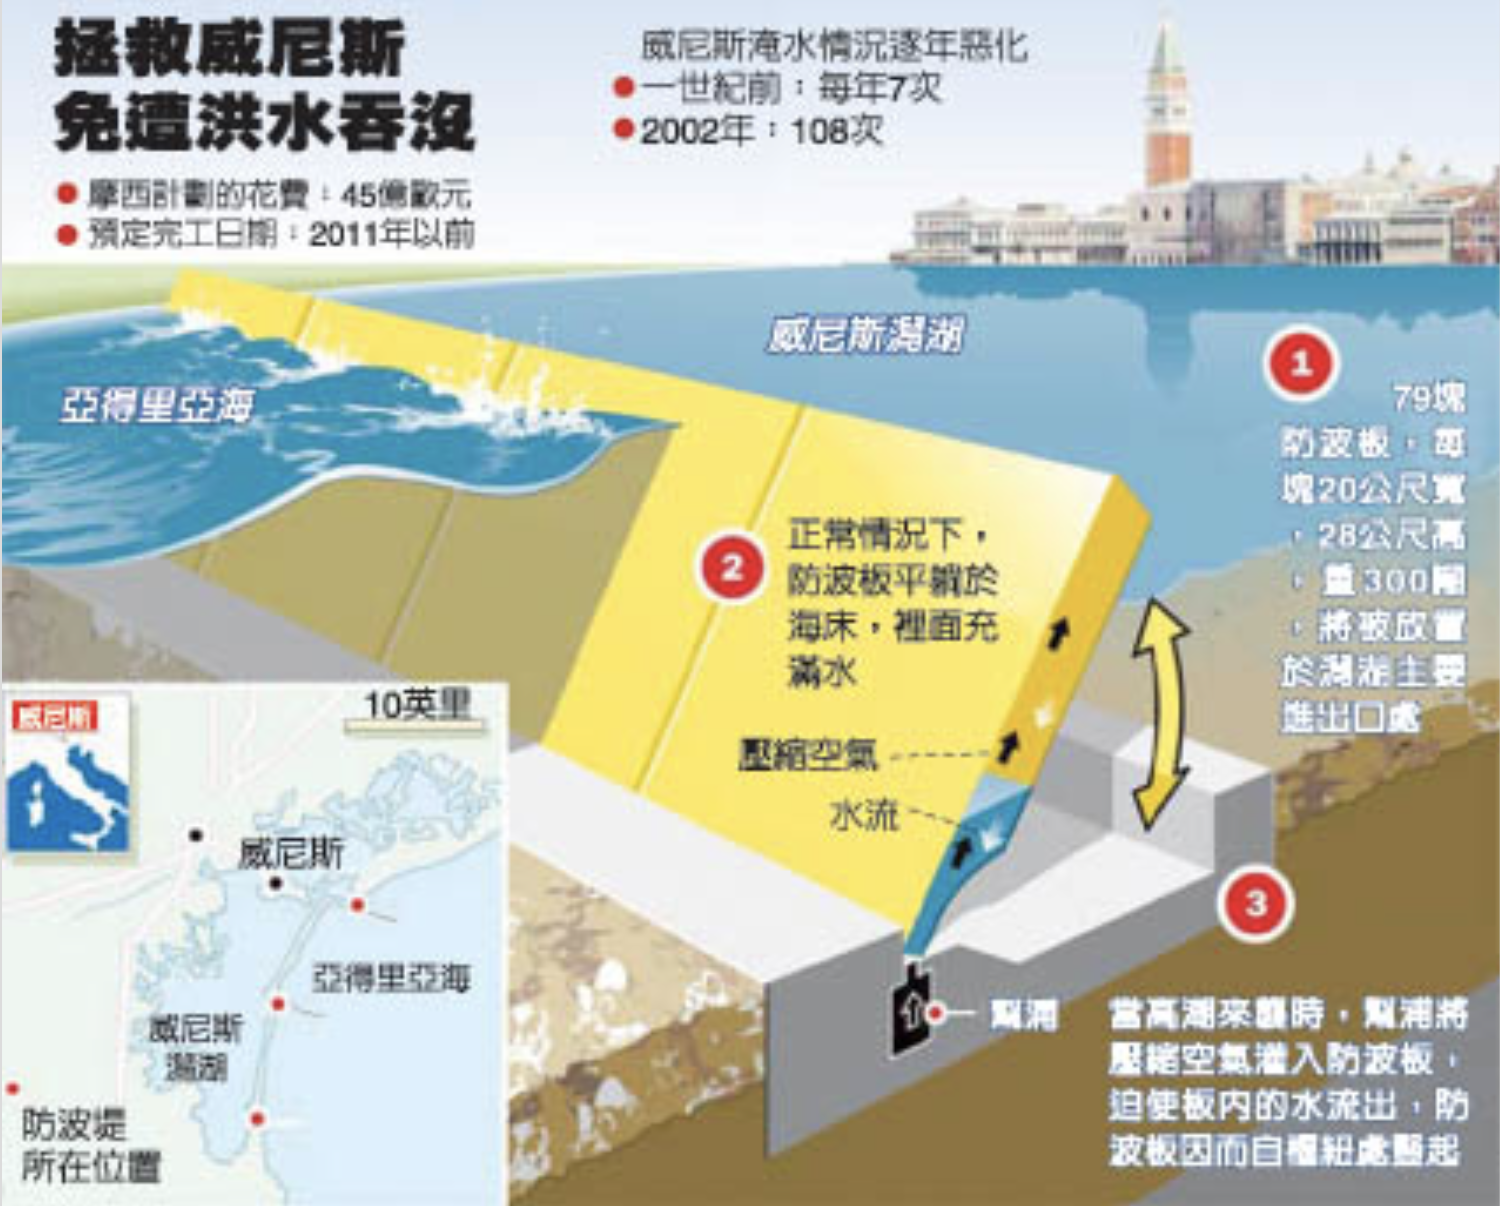 拯救威尼斯
免遭洪水吞沒
● 摩西計劃的花費：45億歐元
● 預定完工日期：2011年以前
威尼斯淹水情況逐年惡化
● 一世紀前：每年7次
● 2002年：108次
威尼斯潟湖
亞得里亞海
1
79塊
防波板，每
塊20公尺寬
，28公尺高
，重300噸
，將被放置
於潟湖主要
進出口處
2
正常情況下，
防波板平躺於
海床，裡面充
滿水
壓縮空氣
水流
3
幫浦
當高潮來襲時，幫浦將
壓縮空氣灌入防波板，
迫使板內的水流出，防
波板因而自樞紐處豎起
威尼斯
10英里
威尼斯
亞得里亞海
威尼斯
潟湖
防波堤
所在位置